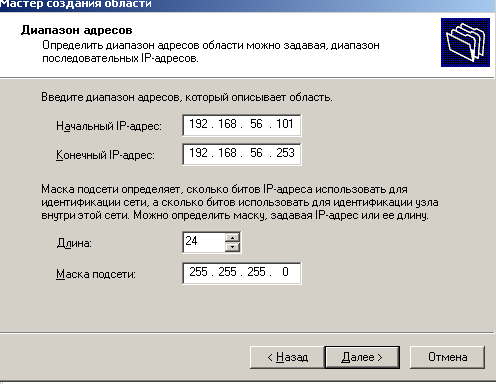 Мастер создания области
Диапазон адресов
Определить диапазон адресов области можно задавая, диапазон
последовательных IP-адресов.
Введите диапазон адресов, который описывает область.
Начальный IP-адрес: 192 . 168 . 56 . 101
Конечный IP-адрес: 192 . 168 . 56 . 253
Маска подсети определяет, сколько битов IP-адреса использовать для
идентификации сети, а сколько битов использовать для идентификации узла
внутри этой сети. Можно определить маску, задавая IP-адрес или ее длину.
Длина: 24
Маска подсети: 255 . 255 . 255 . 0
< Назад Далее > Отмена